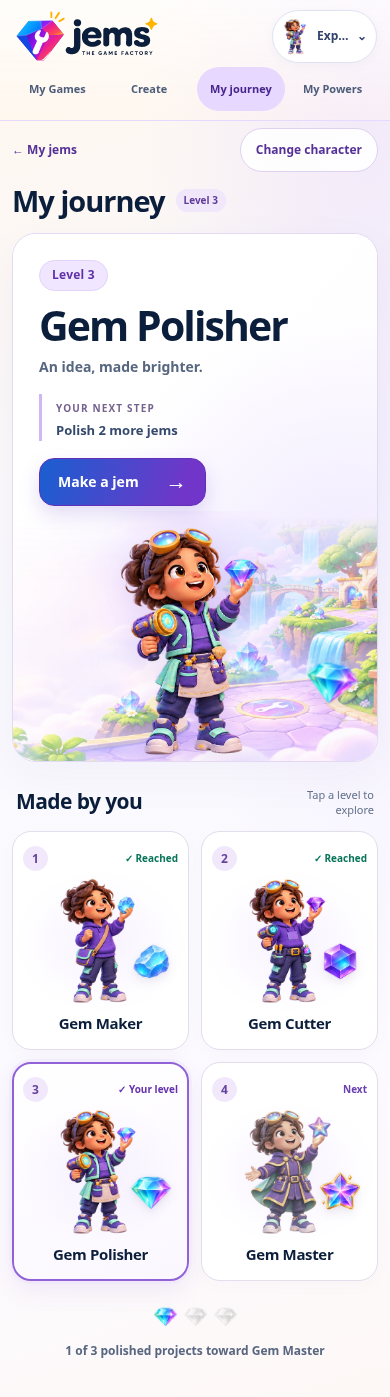 jems
THE GAME FACTORY
Exp...
My Games
Create
My journey
My Powers
← My jems
Change character
My journey
Level 3
Level 3
Gem Polisher
An idea, made brighter.
YOUR NEXT STEP
Polish 2 more jems
Make a jem →
Made by you
Tap a level to
explore
1
✓ Reached
Gem Maker
2
✓ Reached
Gem Cutter
3
✓ Your level
Gem Polisher
4
Next
Gem Master
1 of 3 polished projects toward Gem Master